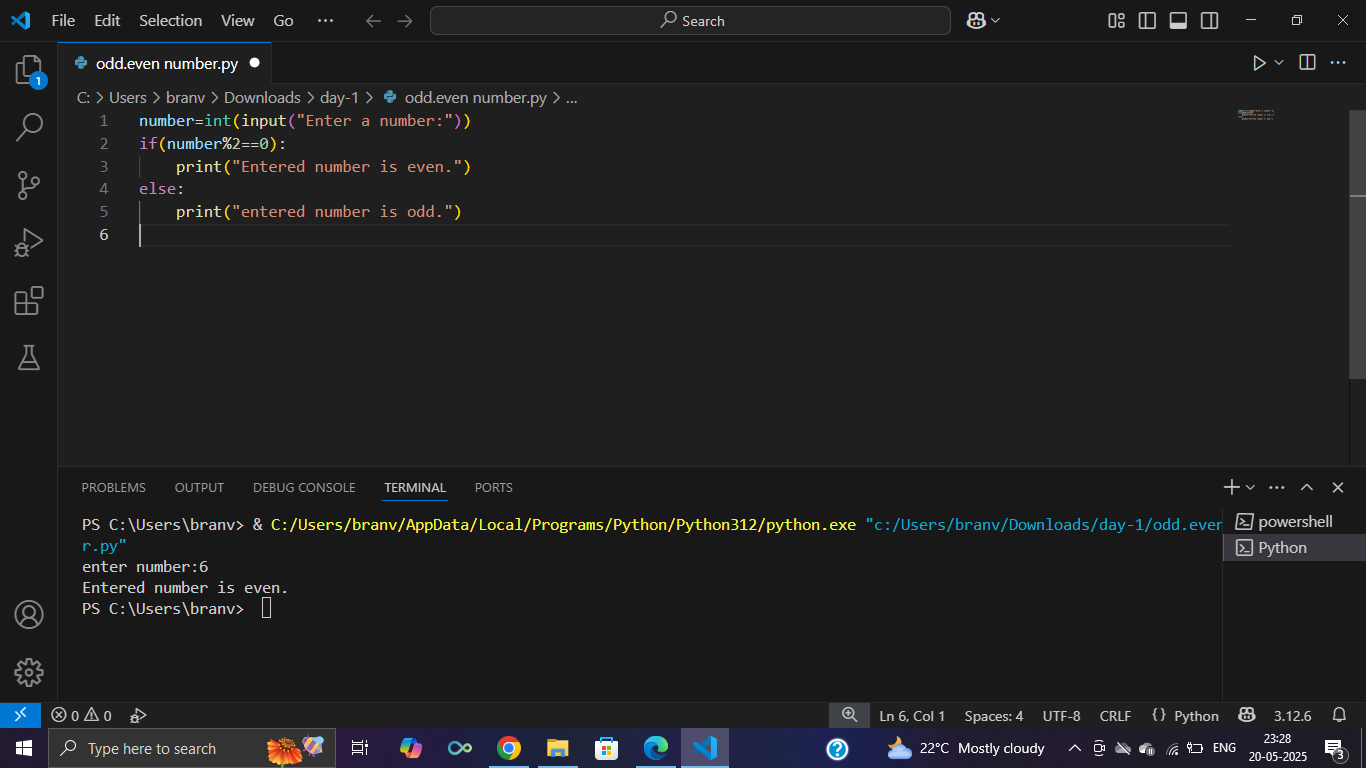 File Edit Selection View Go ··· Search
1
odd.even number.py
C: > Users > branv > Downloads > day-1 > odd.even number.py > ...
1 number=int(input("Enter a number:"))
2 if(number%2==0):
3 print("Entered number is even.")
4 else:
5 print("entered number is odd.")
6
PROBLEMS OUTPUT DEBUG CONSOLE TERMINAL PORTS
PS C:\Users\branv> & C:/Users/branv/AppData/Local/Programs/Python/Python312/python.exe "c:/Users/branv/Downloads/day-1/odd.even
r.py"
enter number:6
Entered number is even.
PS C:\Users\branv>
powershell
Python
0 0 Ln 6, Col 1 Spaces: 4 UTF-8 CRLF {} Python 3.12.6
Type here to search 22°C Mostly cloudy ENG 23:28
20-05-2025 3